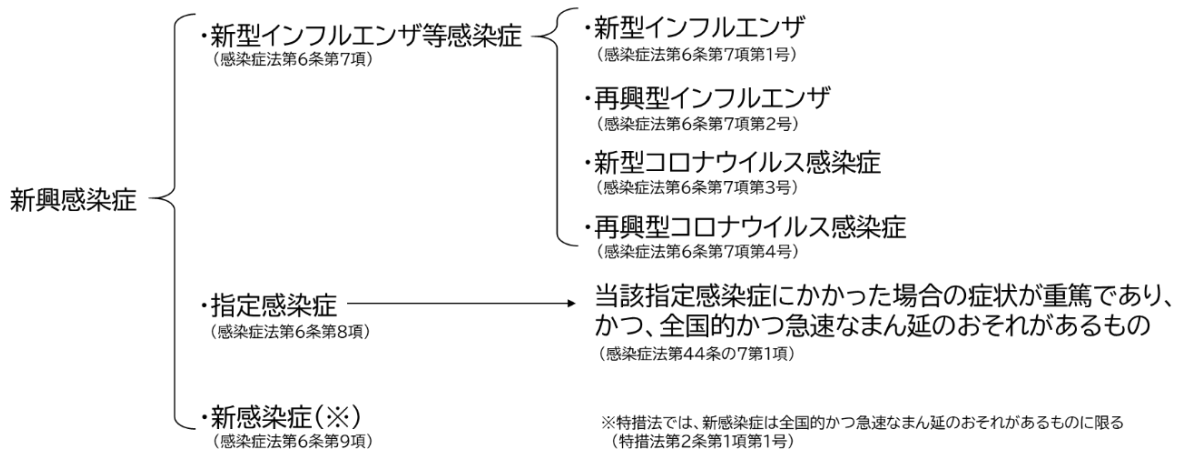 新興感染症
・新型インフルエンザ等感染症
(感染症法第6条第7項)
・新型インフルエンザ
(感染症法第6条第7項第1号)
・再興型インフルエンザ
(感染症法第6条第7項第2号)
・新型コロナウイルス感染症
(感染症法第6条第7項第3号)
・再興型コロナウイルス感染症
(感染症法第6条第7項第4号)
・指定感染症
(感染症法第6条第8項)
当該指定感染症にかかった場合の症状が重篤であり、
かつ、全国的かつ急速なまん延のおそれがあるもの
(感染症法第44条の7第1項)
・新感染症(※)
(感染症法第6条第9項)
※特措法では、新感染症は全国的かつ急速なまん延のおそれがあるものに限る
(特措法第2条第1項第1号)